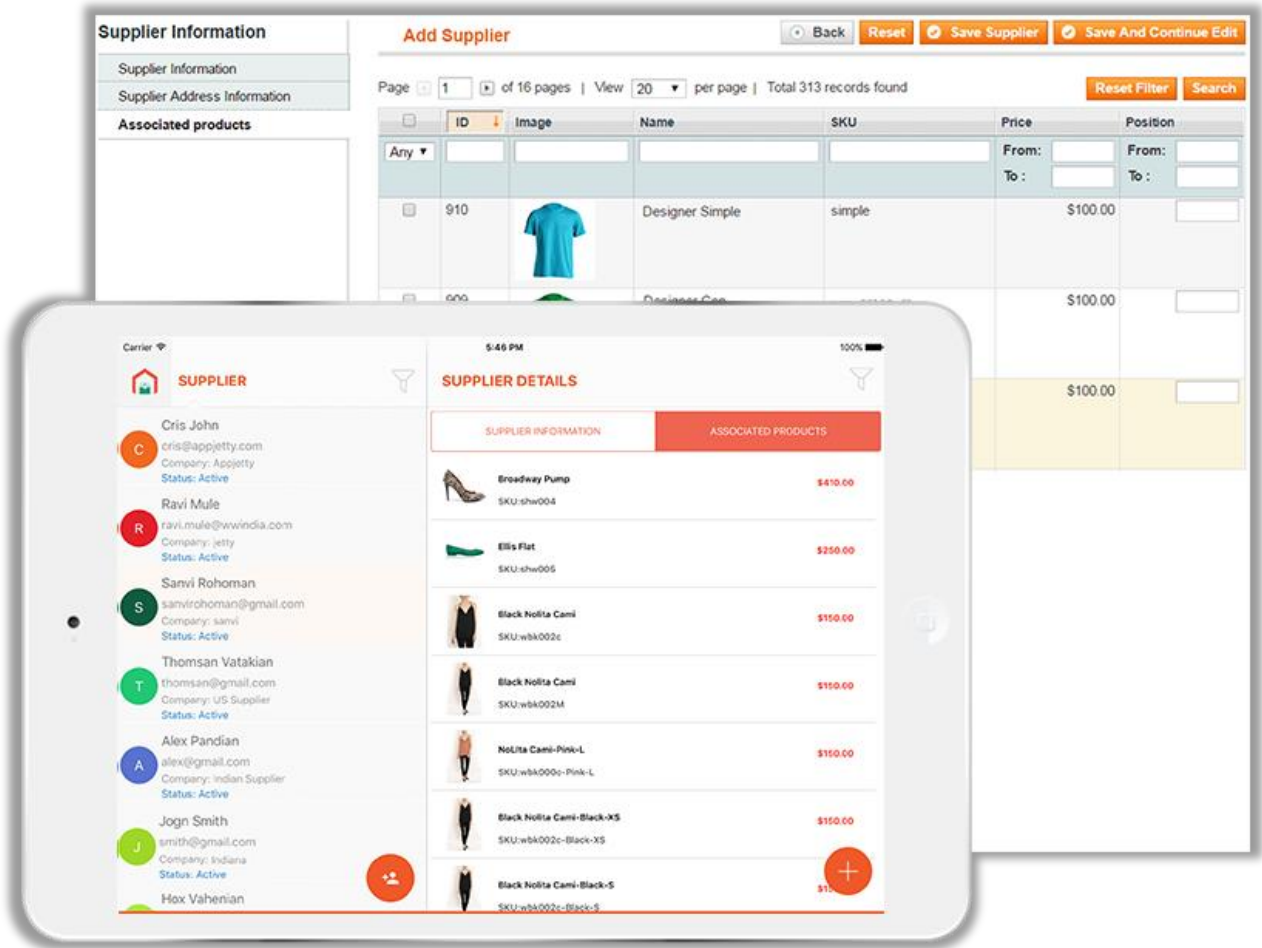 Supplier Information
Supplier Information
Supplier Address Information
Associated products
Add Supplier
Back Reset Save Supplier Save And Continue Edit
Page 1 of 16 pages | View 20 per page | Total 313 records found
Reset Filter Search
ID Image Name SKU Price Position
Any From: From:
To : To :
910 Designer Simple simple $100.00
909 Designer $100.00
$100.00
Carrier 5:46 PM 100%
SUPPLIER
Cris John
cris@appjetty.com
Company: Appjetty
Status: Active
Ravi Mule
ravi.mule@wwindia.com
Company: jetty
Status: Active
Sanvi Rohoman
sanvirohoman@gmail.com
Company: sanvi
Status: Active
Thomsan Vatakian
thomsan@gmail.com
Company: US Supplier
Status: Active
Alex Pandian
alex@gmail.com
Company: Indian Supplier
Status: Active
Jogn Smith
smith@gmail.com
Company: Indiana
Status: Active
Hox Vahenian
C
R
S
T
A
J
SUPPLIER DETAILS
SUPPLIER INFORMATION ASSOCIATED PRODUCTS
Broadway Pump
$410.00
SKU:shw004
Ellis Flat
$250.00
SKU:shw005
Black Nolita Cami
$150.00
SKU:wbk002c
Black Nolita Cami
$150.00
SKU:wbk002M
NoLita Cami-Pink-L
$150.00
SKU:wbk000c-Pink-L
Black Nolita Cami-Black-XS
$150.00
SKU:wbk002c-Black-XS
Black Nolita Cami-Black-S
SKU:wbk002c-Black-S